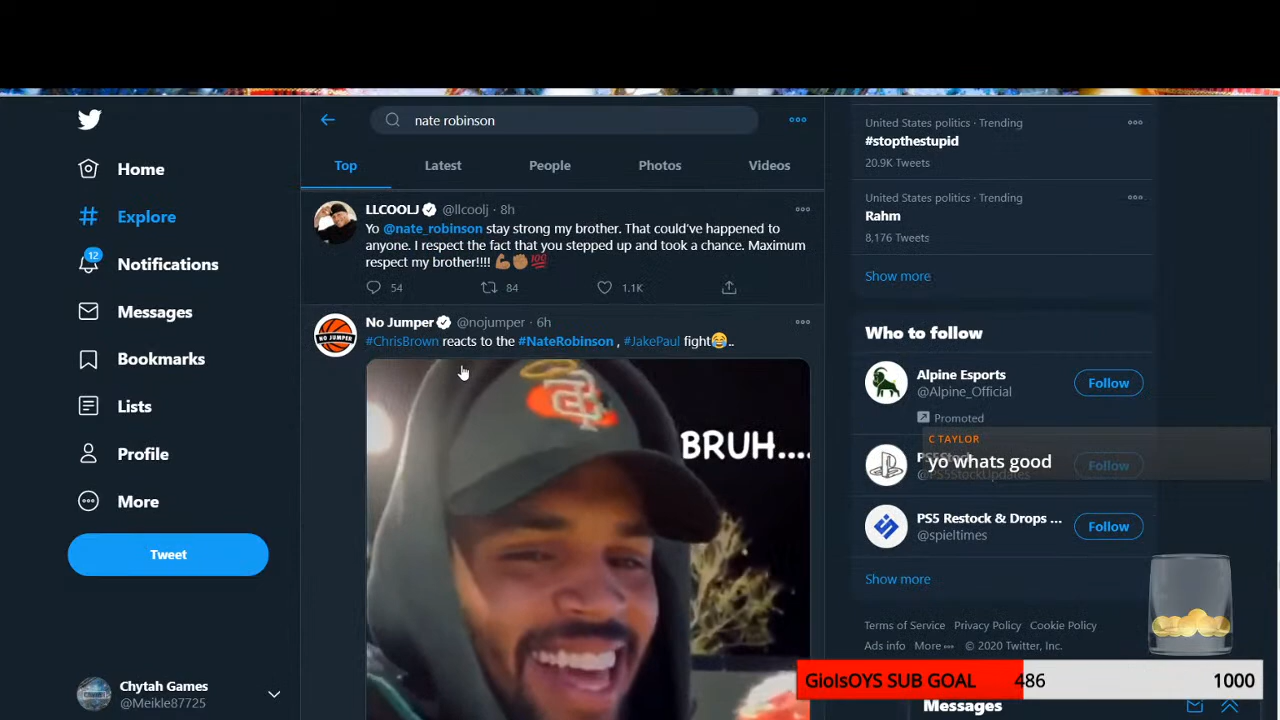 nate robinson
Top
Latest
People
Photos
Videos
Home
Explore
12
Notifications
Messages
Bookmarks
Lists
Profile
More
Tweet
Chytah Games
@Meikle87725
LLCOOLJ @llcoolj · 8h
Yo @nate_robinson stay strong my brother. That could've happened to
anyone. I respect the fact that you stepped up and took a chance. Maximum
respect my brother!!!! 💪🏽✊🏽💯
54
84
1.1K
NO JUMPER
No Jumper @nojumper · 6h
#ChrisBrown reacts to the #NateRobinson , #JakePaul fight😂..
BRUH....
United States politics · Trending
#stopthestupid
20.9K Tweets
United States politics · Trending
Rahm
8,176 Tweets
Show more
Who to follow
Alpine Esports
@Alpine_Official
Follow
Promoted
C TAYLOR
yo whats good
PS5Stock
@PS5StockUpdates
Follow
PS5 Restock & Drops ...
@spieltimes
Follow
Show more
Terms of Service Privacy Policy Cookie Policy
Ads info More © 2020 Twitter, Inc.
GioIsOYS SUB GOAL 486 1000
Messages